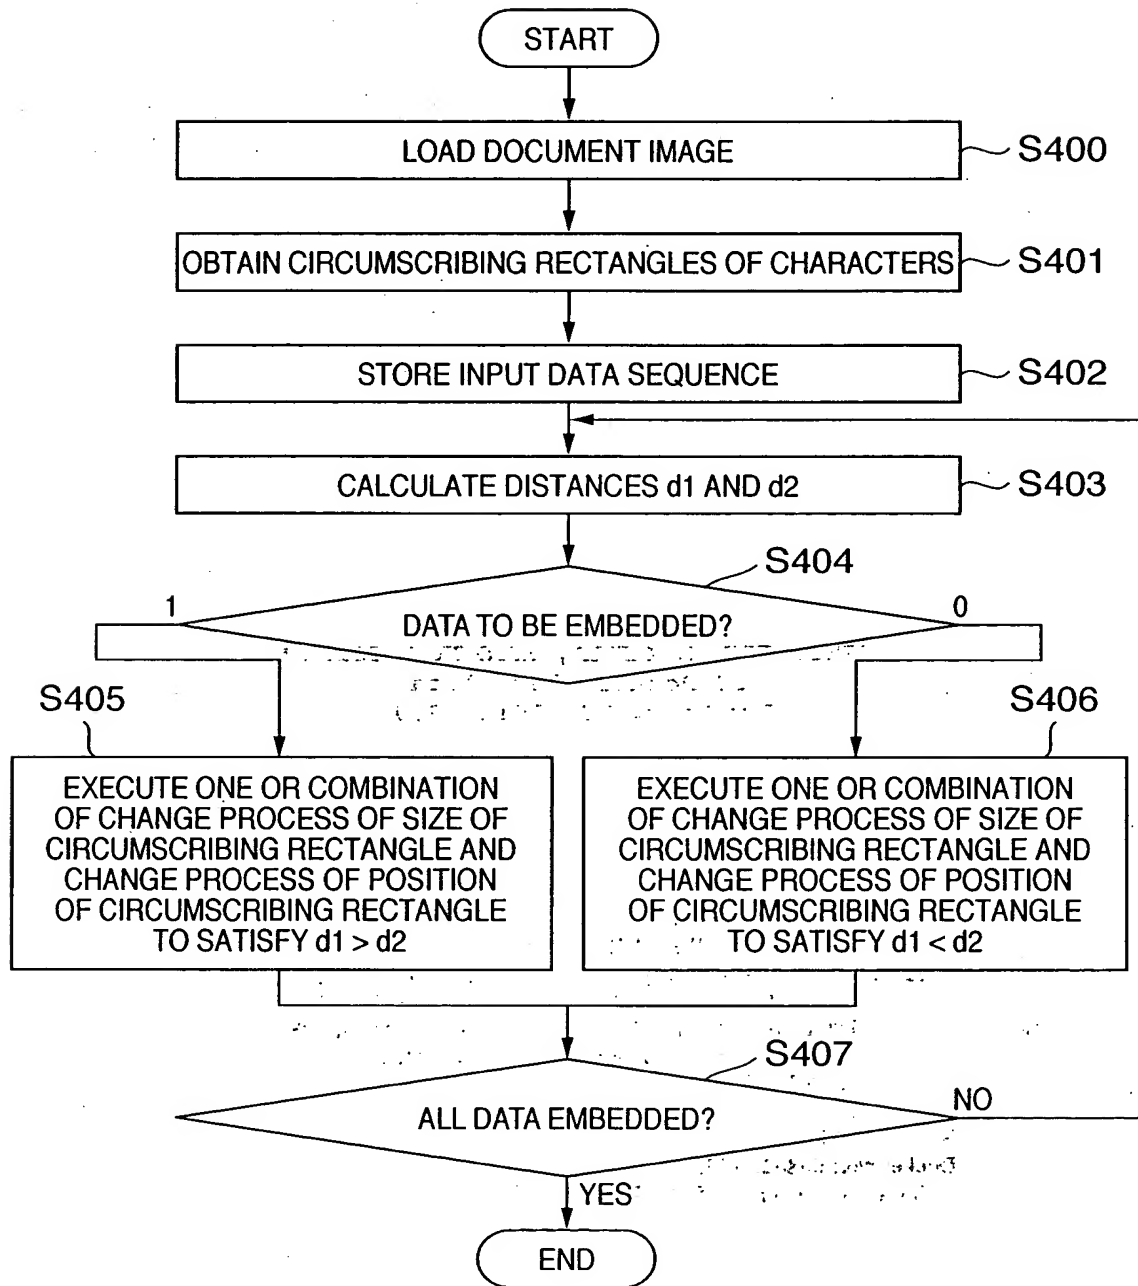 START
LOAD DOCUMENT IMAGE
S400
OBTAIN CIRCUMSCRIBING RECTANGLES OF CHARACTERS
S401
STORE INPUT DATA SEQUENCE
S402
CALCULATE DISTANCES d1 AND d2
S403
S404
1
DATA TO BE EMBEDDED?
0
S405
EXECUTE ONE OR COMBINATION
OF CHANGE PROCESS OF SIZE OF
CIRCUMSCRIBING RECTANGLE AND
CHANGE PROCESS OF POSITION
OF CIRCUMSCRIBING RECTANGLE
TO SATISFY d1 > d2
S406
EXECUTE ONE OR COMBINATION
OF CHANGE PROCESS OF SIZE OF
CIRCUMSCRIBING RECTANGLE AND
CHANGE PROCESS OF POSITION
OF CIRCUMSCRIBING RECTANGLE
TO SATISFY d1 < d2
S407
ALL DATA EMBEDDED?
NO
YES
END